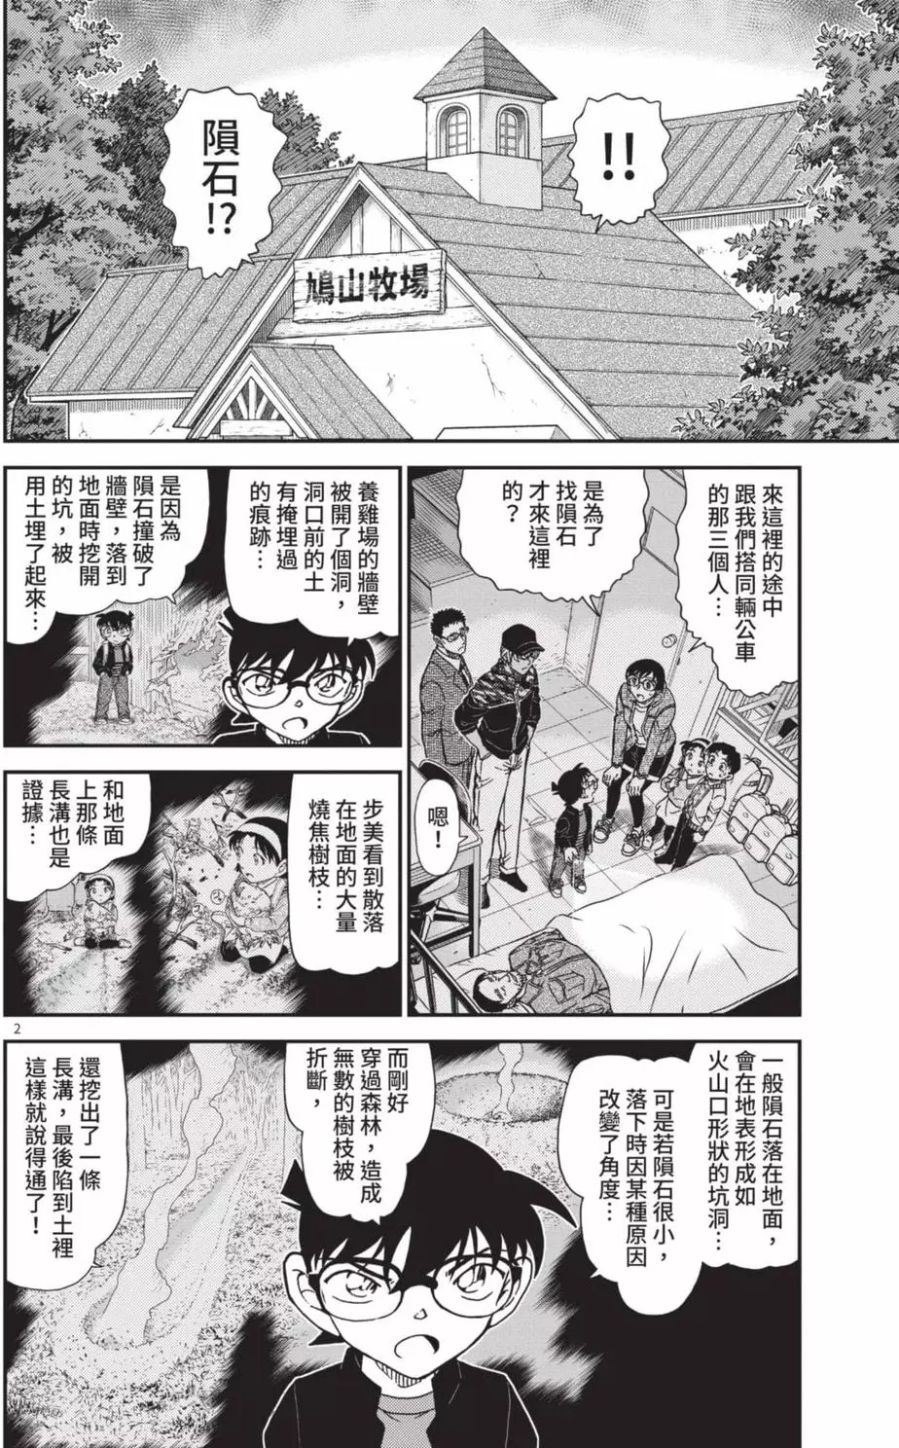 !!
隕石!?
鳩山牧場
來這裡的途中
跟我們搭同輛公車
的那三個人…
是為了
找隕石
才來這裡
的？
嗯！
養雞場的牆壁
被開了個洞，
洞口前的土
有掩埋過
的痕跡…
是因為
隕石撞破了
牆壁，落到
地面時挖開
的坑，被
用土埋了起來…
步美看到散落
在地面的大量
燒焦樹枝…
和地面
上那條
長溝也是
證據…
2
一般隕石落在地面，
會在地表形成如
火山口形狀的坑洞…
可是若隕石很小，
落下時因某種原因
改變了角度…
而剛好
穿過森林，造成
無數的樹枝被
折斷，
還挖出了一條
長溝，最後陷到土裡
這樣就說得通了！